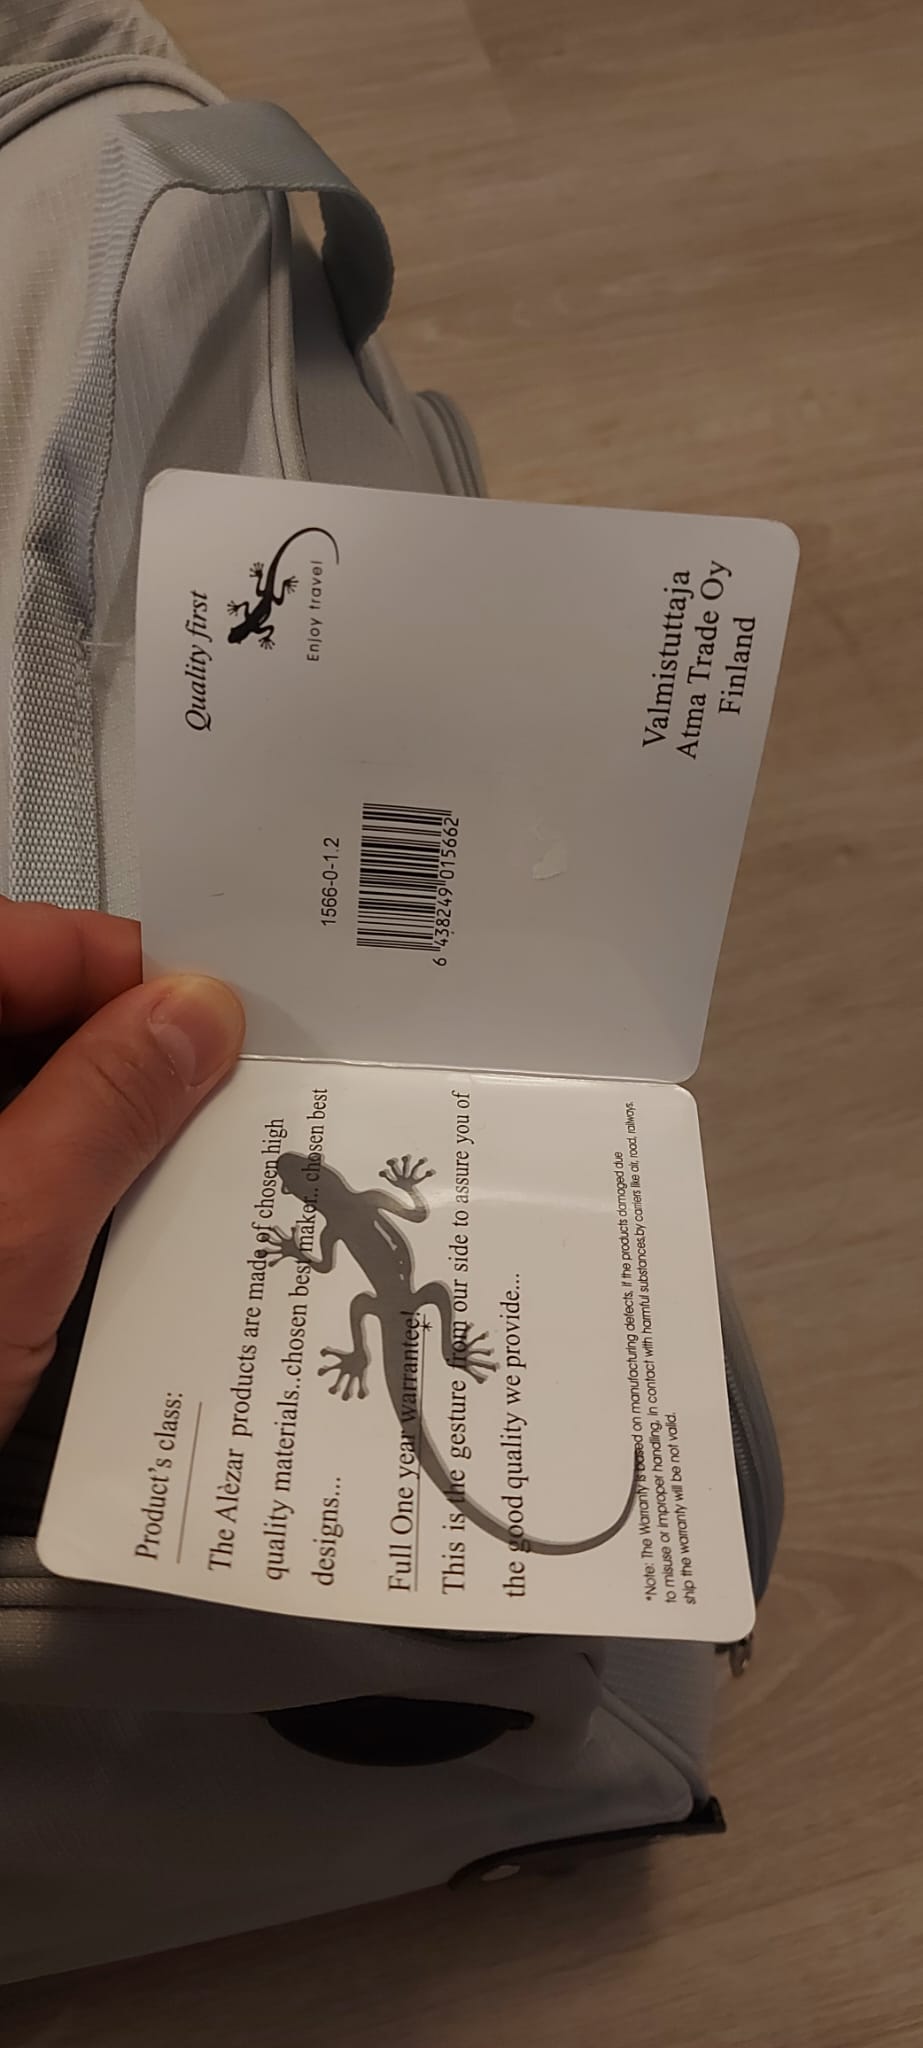 Quality first
Enjoy travel
1566-0-1.2
6 438249 015662
Valmistuttaja
Atma Trade Oy
Finland
Product's class:
The Alèzar products are made of chosen high
quality materials..chosen best maker.. chosen best
designs...
Full One year warrantee!
*
This is the gesture from our side to assure you of
the good quality we provide...
*Note: The Warranty is based on manufacturing defects, if the products damaged due
to misuse or improper handling, in contact with harmful substances,by carriers like air, road, railways,
ship the warranty will be not valid.